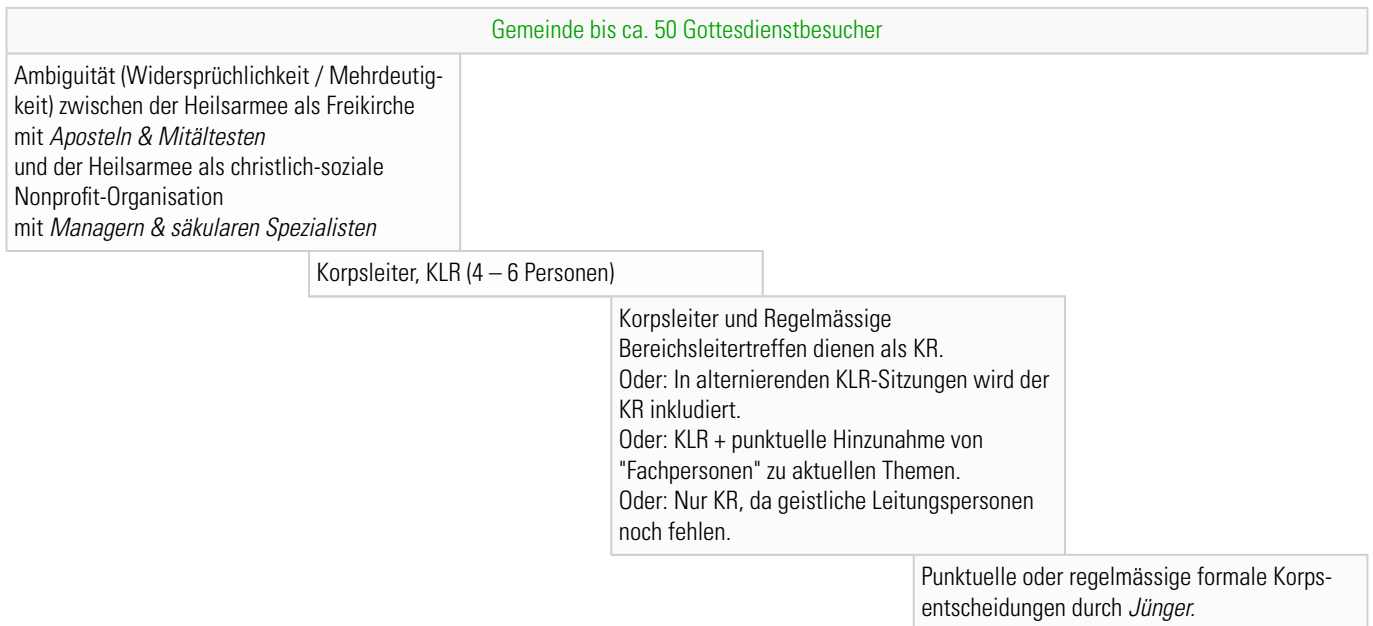 Gemeinde bis ca. 50 Gottesdienstbesucher
Ambiguität (Widersprüchlichkeit / Mehrdeutig-
keit) zwischen der Heilsarmee als Freikirche
mit Aposteln & Mitältesten
und der Heilsarmee als christlich-soziale
Nonprofit-Organisation
mit Managern & säkularen Spezialisten
Korpsleiter, KLR (4 – 6 Personen)
Korpsleiter und Regelmässige
Bereichsleitertreffen dienen als KR.
Oder: In alternierenden KLR-Sitzungen wird der
KR inkludiert.
Oder: KLR + punktuelle Hinzunahme von
"Fachpersonen" zu aktuellen Themen.
Oder: Nur KR, da geistliche Leitungspersonen
noch fehlen.
Punktuelle oder regelmässige formale Korps-
entscheidungen durch Jünger.